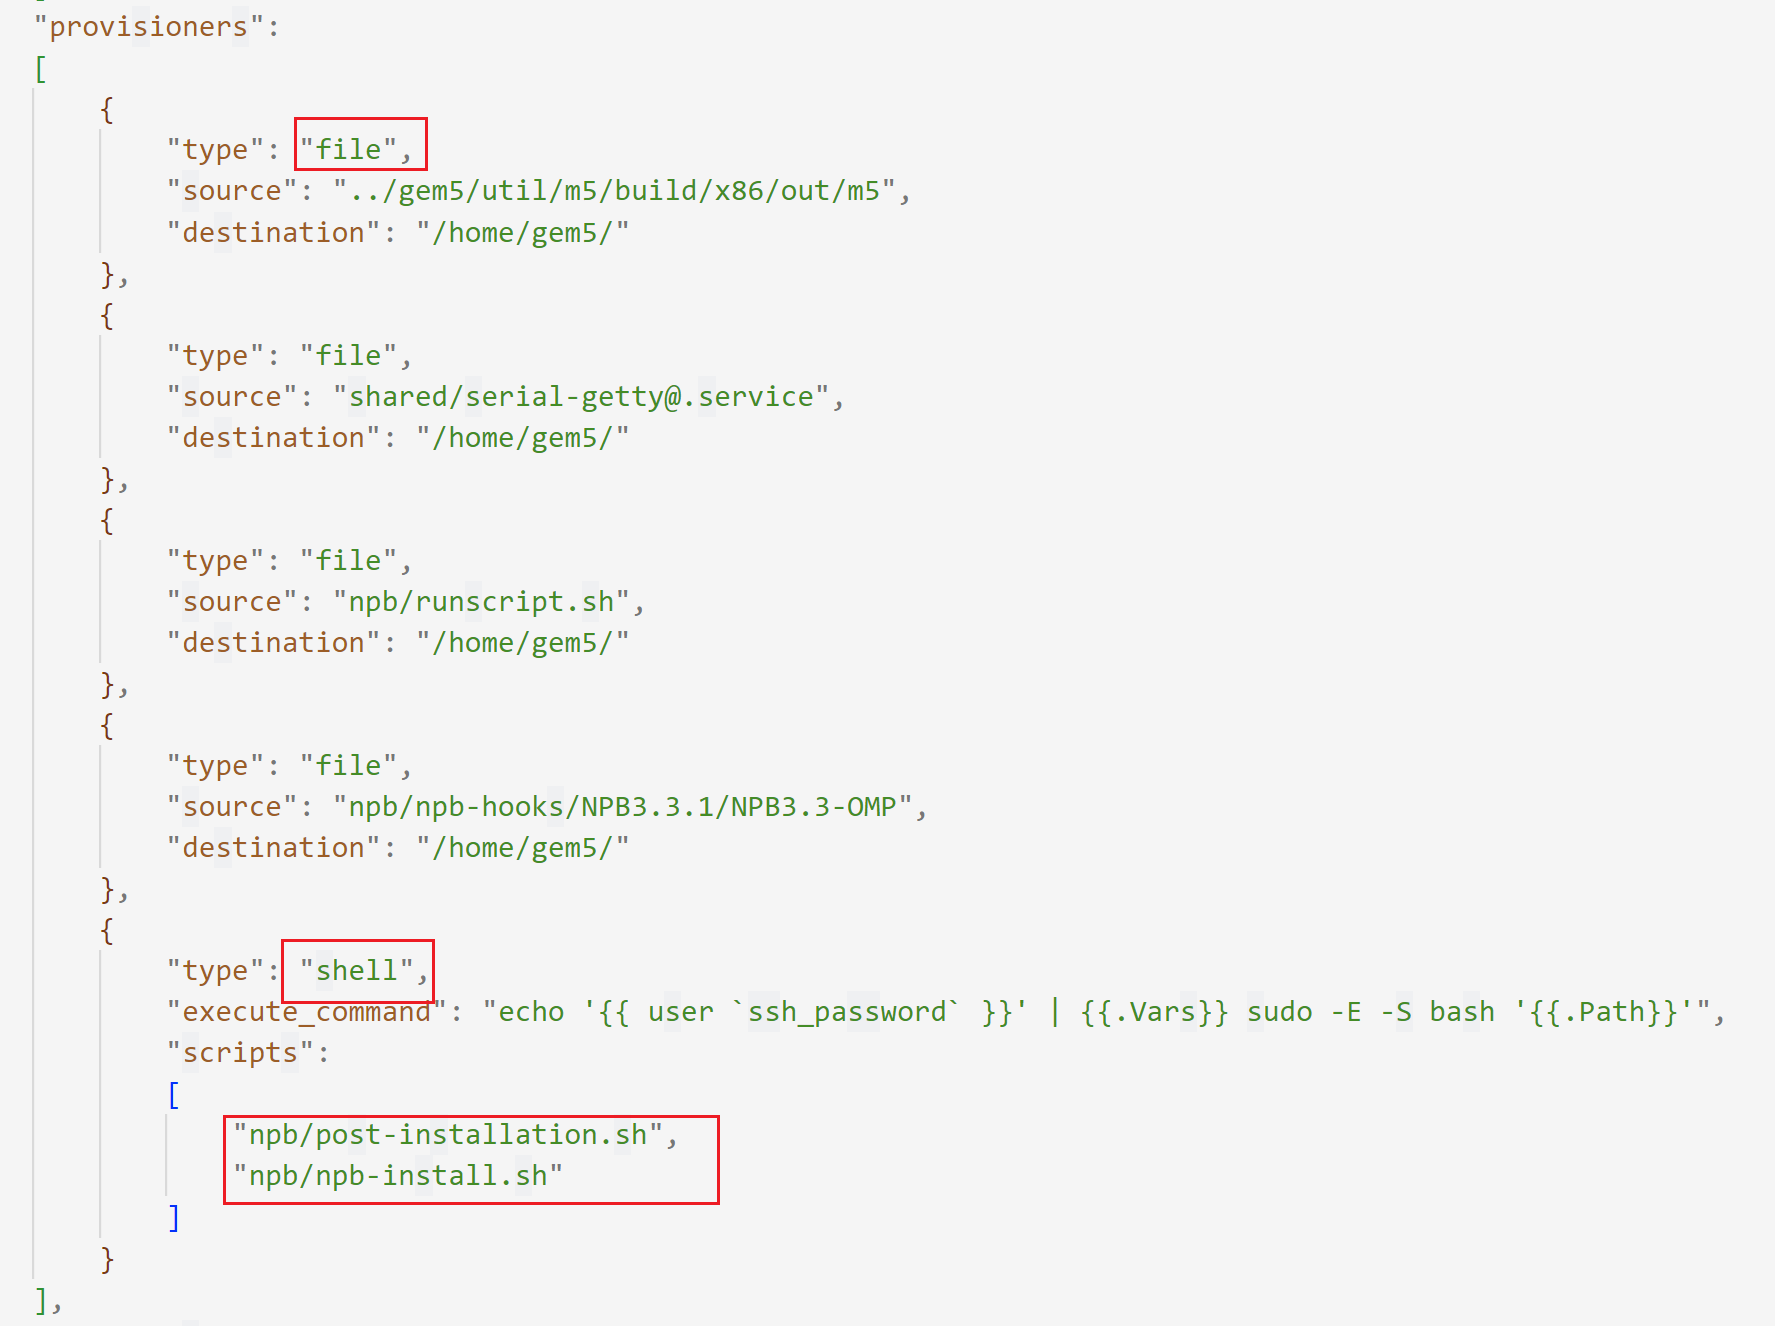 "provisioners":
[
{
"type": "file",
"source": "../gem5/util/m5/build/x86/out/m5",
"destination": "/home/gem5/"
},
{
"type": "file",
"source": "shared/serial-getty@.service",
"destination": "/home/gem5/"
},
{
"type": "file",
"source": "npb/runscript.sh",
"destination": "/home/gem5/"
},
{
"type": "file",
"source": "npb/npb-hooks/NPB3.3.1/NPB3.3-OMP",
"destination": "/home/gem5/"
},
{
"type": "shell",
"execute_command": "echo '{{ user `ssh_password` }}' | {{.Vars}} sudo -E -S bash '{{.Path}}'",
"scripts":
[
"npb/post-installation.sh",
"npb/npb-install.sh"
]
}
],